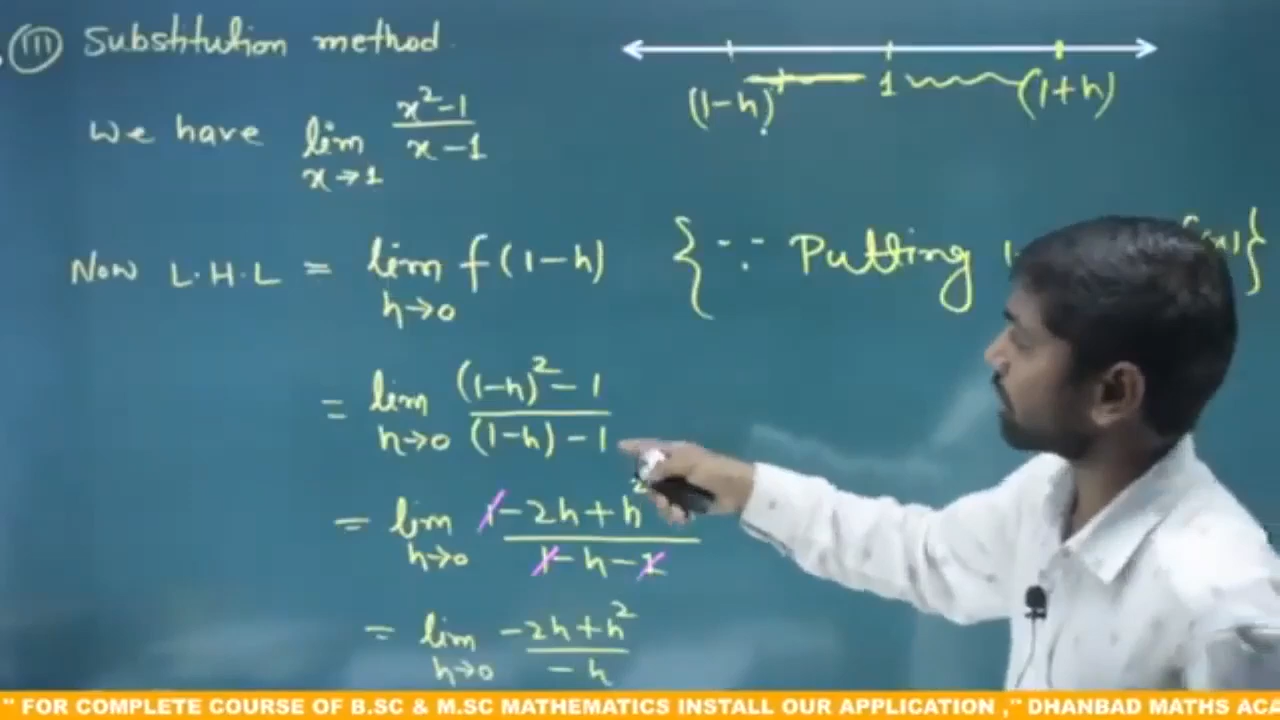 (III) Substitution method.
(1-h) 1 (1+h)
We have lim x→1 x²-1 / x-1
Now L.H.L = lim h→0 f(1-h) {∵ Putting }
= lim h→0 (1-h)²-1 / (1-h)-1
= lim h→0 1-2h+h² / 1-h-1
= lim h→0 -2h+h² / -h
" FOR COMPLETE COURSE OF B.SC & M.SC MATHEMATICS INSTALL OUR APPLICATION ," DHANBAD MATHS ACA